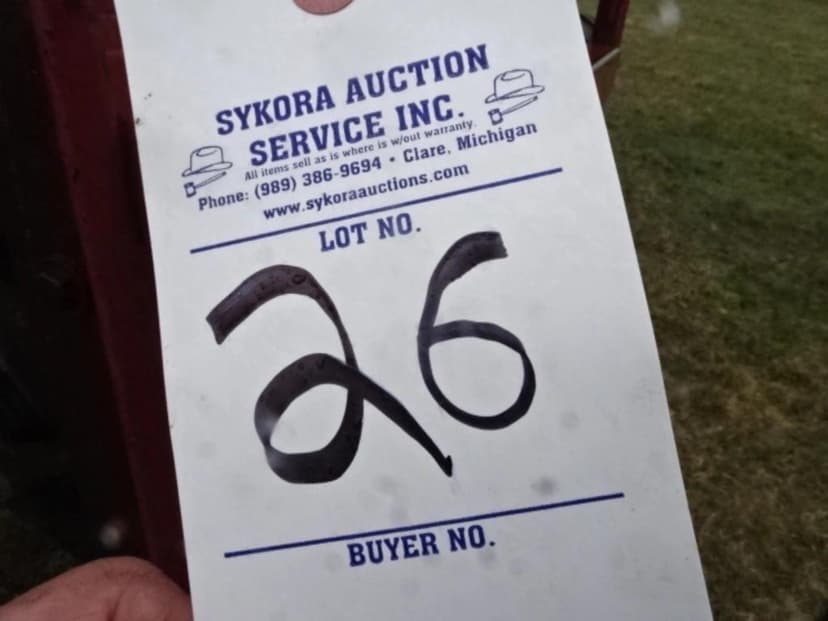 SYKORA AUCTION
SERVICE INC.
All items sell as is where is w/out warranty.
Phone: (989) 386-9694 • Clare, Michigan
www.sykoraauctions.com
LOT NO.
26
BUYER NO.